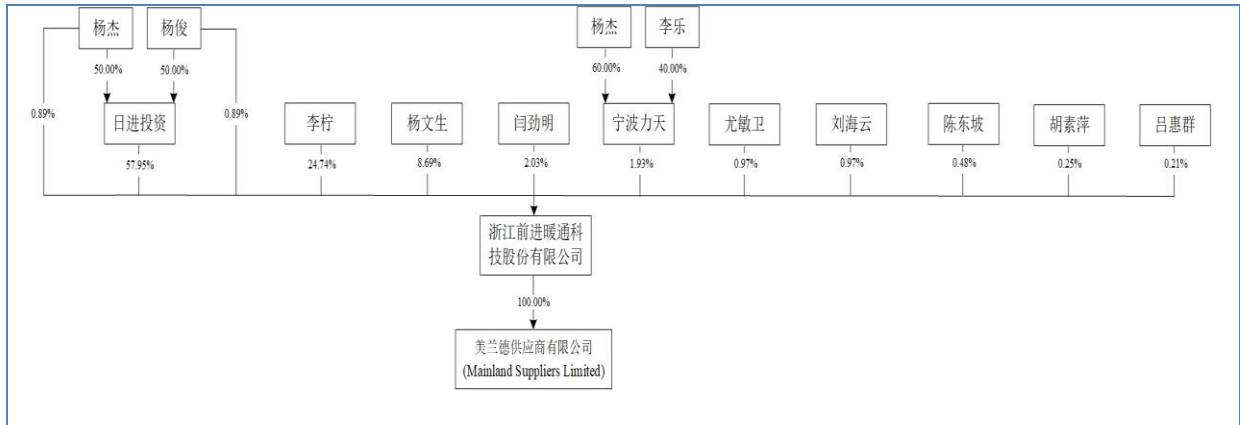 杨杰
杨俊
杨杰
李乐
50.00%
50.00%
60.00%
40.00%
0.89%
日进投资
0.89%
李柠
杨文生
闫劲明
宁波力天
尤敏卫
刘海云
陈东坡
胡素萍
吕惠群
57.95%
24.74%
8.69%
2.03%
1.93%
0.97%
0.97%
0.48%
0.25%
0.21%
浙江前进暖通科
技股份有限公司
100.00%
美兰德供应商有限公司
(Mainland Suppliers Limited)